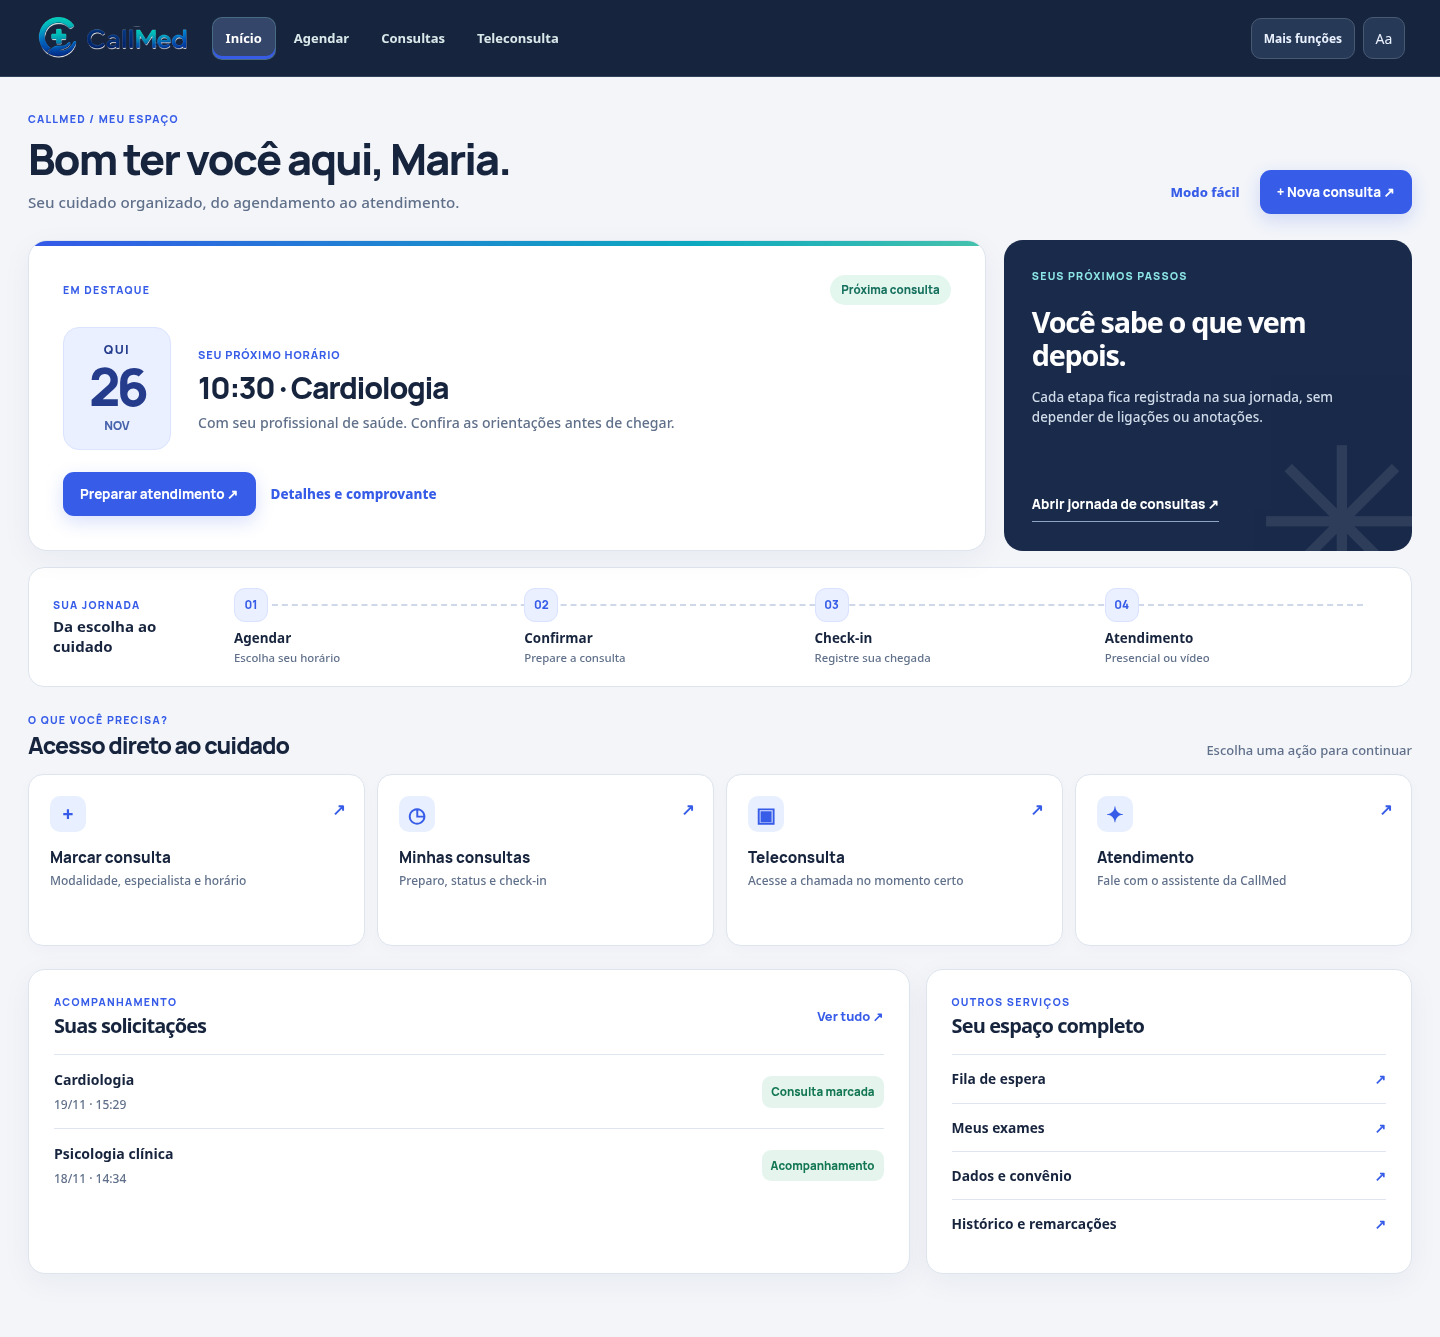 CallMed
Início
Agendar
Consultas
Teleconsulta
Mais funções
Aa
CALLMED / MEU ESPAÇO
Bom ter você aqui, Maria.
Seu cuidado organizado, do agendamento ao atendimento.
Modo fácil
+ Nova consulta ↗
EM DESTAQUE
Próxima consulta
QUI
26
NOV
SEU PRÓXIMO HORÁRIO
10:30 · Cardiologia
Com seu profissional de saúde. Confira as orientações antes de chegar.
Preparar atendimento ↗
Detalhes e comprovante
SEUS PRÓXIMOS PASSOS
Você sabe o que vem
depois.
Cada etapa fica registrada na sua jornada, sem
depender de ligações ou anotações.
Abrir jornada de consultas ↗
SUA JORNADA
Da escolha ao
cuidado
01
Agendar
Escolha seu horário
02
Confirmar
Prepare a consulta
03
Check-in
Registre sua chegada
04
Atendimento
Presencial ou vídeo
O QUE VOCÊ PRECISA?
Acesso direto ao cuidado
Escolha uma ação para continuar
+ ↗
Marcar consulta
Modalidade, especialista e horário
◷ ↗
Minhas consultas
Preparo, status e check-in
▣ ↗
Teleconsulta
Acesse a chamada no momento certo
✦ ↗
Atendimento
Fale com o assistente da CallMed
ACOMPANHAMENTO
Suas solicitações
Ver tudo ↗
Cardiologia
19/11 · 15:29
Consulta marcada
Psicologia clínica
18/11 · 14:34
Acompanhamento
OUTROS SERVIÇOS
Seu espaço completo
Fila de espera ↗
Meus exames ↗
Dados e convênio ↗
Histórico e remarcações ↗